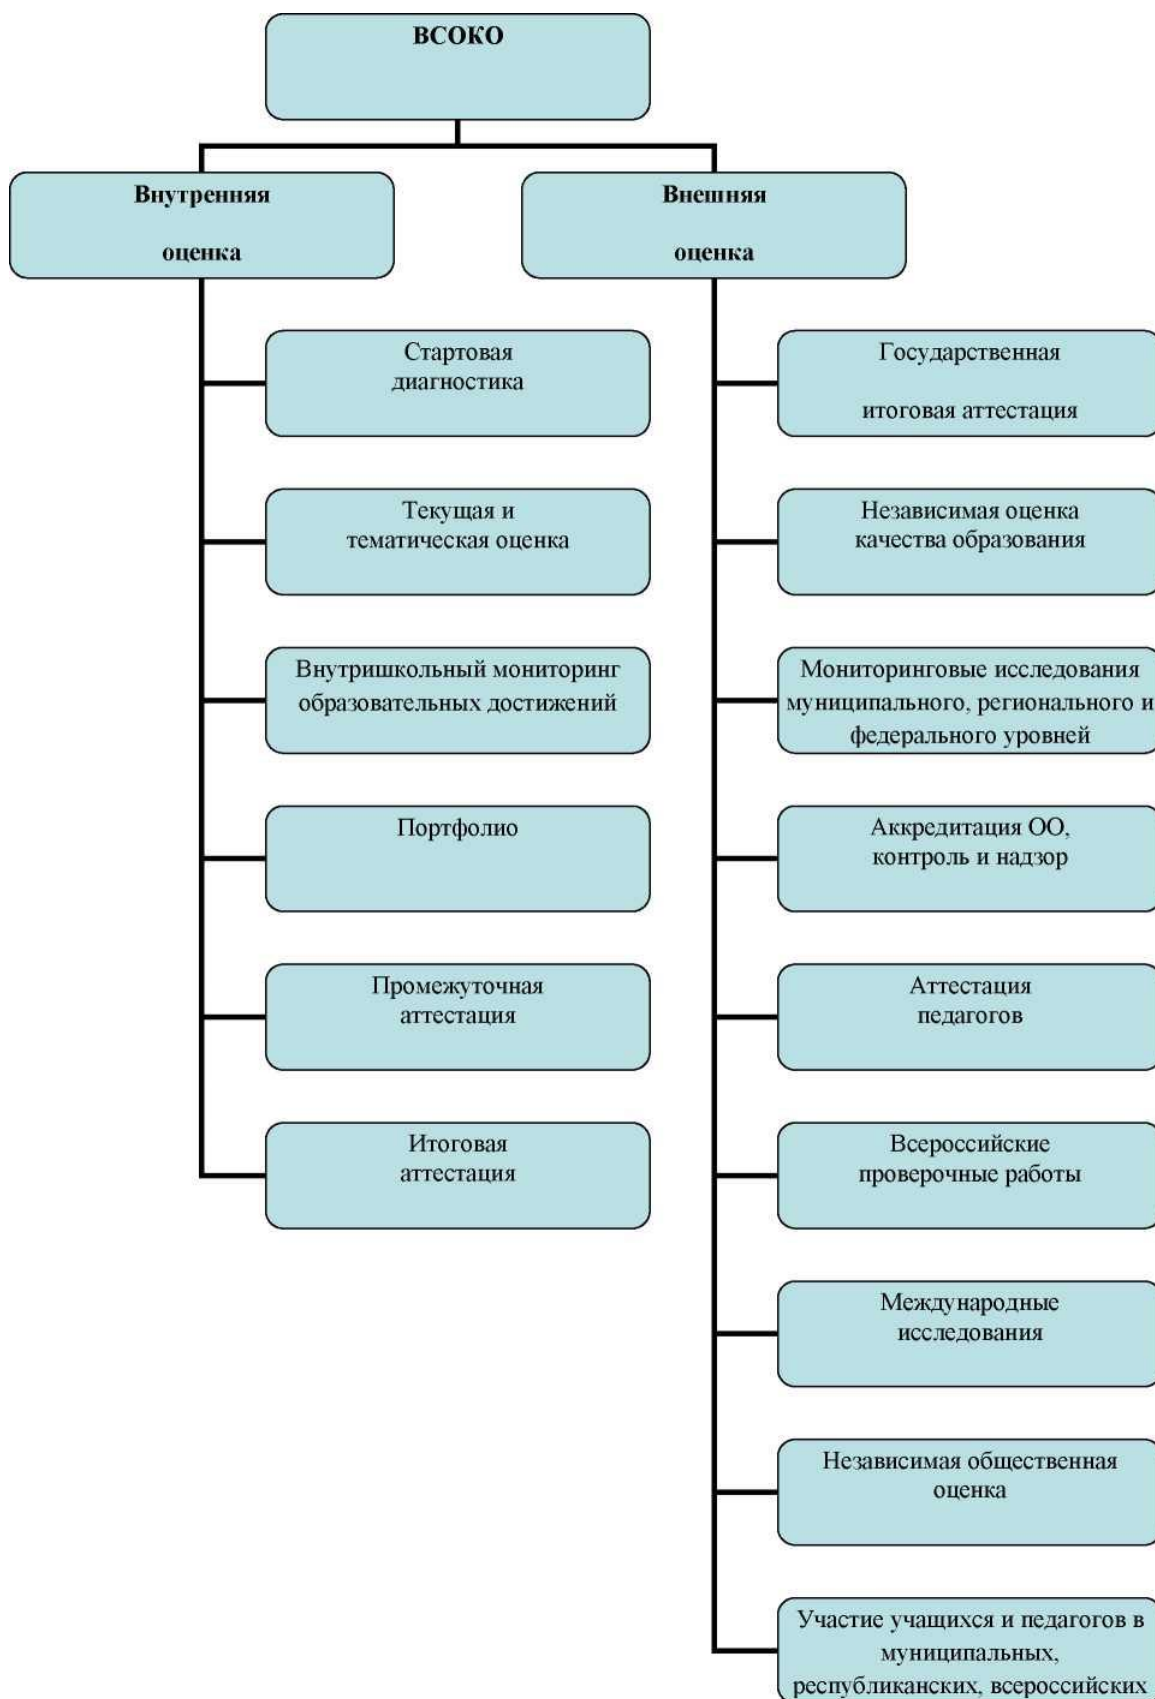 ВСОКО
Внутренняя
оценка
Внешняя
оценка
Стартовая
диагностика
Текущая и
тематическая оценка
Внутришкольный мониторинг
образовательных достижений
Портфолио
Промежуточная
аттестация
Итоговая
аттестация
Государственная
итоговая аттестация
Независимая оценка
качества образования
Мониторинговые исследования
муниципального, регионального и
федерального уровней
Аккредитация ОО,
контроль и надзор
Аттестация
педагогов
Всероссийские
проверочные работы
Международные
исследования
Независимая общественная
оценка
Участие учащихся и педагогов в
муниципальных,
республиканских, всероссийских